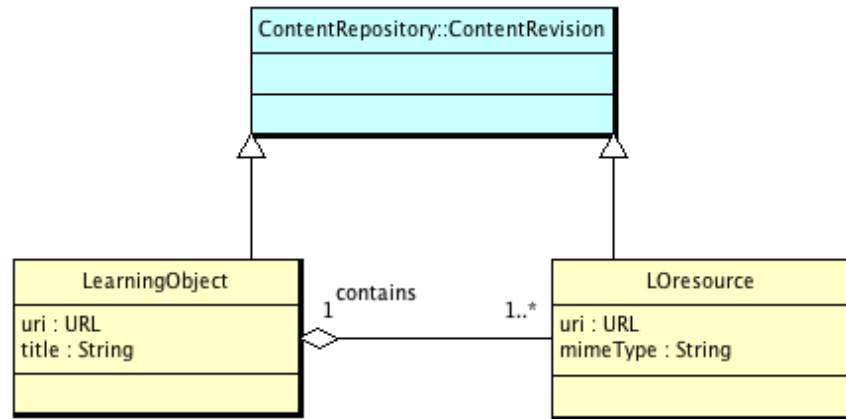 ContentRepository::ContentRevision
LearningObject
uri : URL
title : String
contains
1
1..*
LOresource
uri : URL
mimeType : String